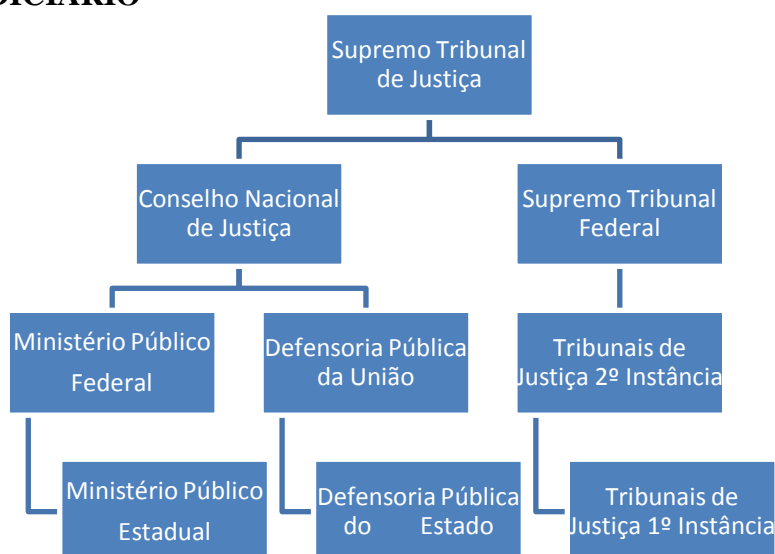 Supremo Tribunal
de Justiça
Conselho Nacional
de Justiça
Supremo Tribunal
Federal
Ministério Público
Federal
Defensoria Pública
da União
Tribunais de
Justiça 2º Instância
Ministério Público
Estadual
Defensoria Pública
do Estado
Tribunais de
Justiça 1º Instância